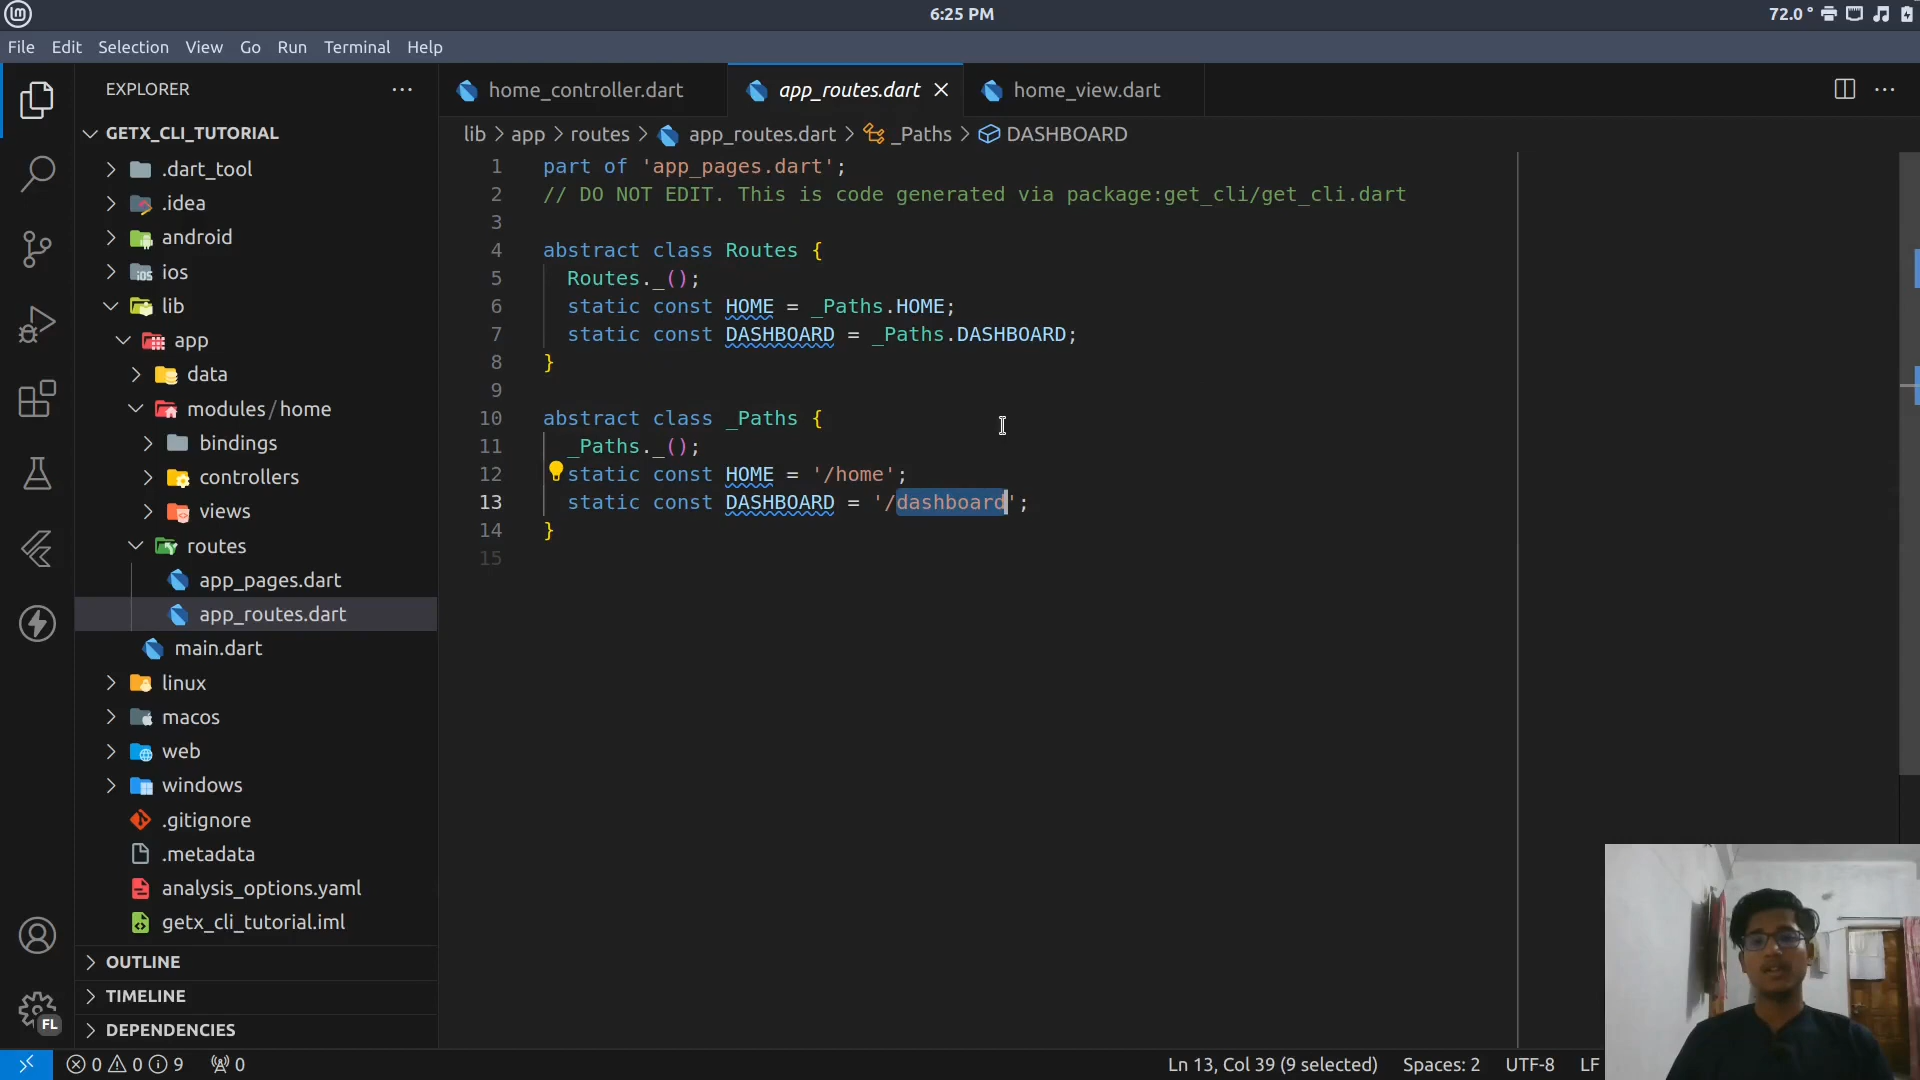 6:25 PM
72.0 °
File Edit Selection View Go Run Terminal Help
EXPLORER
home_controller.dart
app_routes.dart
home_view.dart
GETX_CLI_TUTORIAL
.dart_tool
.idea
android
ios
lib
app
data
modules / home
bindings
controllers
views
routes
app_pages.dart
app_routes.dart
main.dart
linux
macos
web
windows
.gitignore
.metadata
analysis_options.yaml
getx_cli_tutorial.iml
OUTLINE
TIMELINE
DEPENDENCIES
lib > app > routes > app_routes.dart > _Paths > DASHBOARD
1 part of 'app_pages.dart';
2 // DO NOT EDIT. This is code generated via package:get_cli/get_cli.dart
3
4 abstract class Routes {
5 Routes._();
6 static const HOME = _Paths.HOME;
7 static const DASHBOARD = _Paths.DASHBOARD;
8 }
9
10 abstract class _Paths {
11 _Paths._();
12 static const HOME = '/home';
13 static const DASHBOARD = '/dashboard';
14 }
15
FL
0 0 9 0
Ln 13, Col 39 (9 selected) Spaces: 2 UTF-8 LF